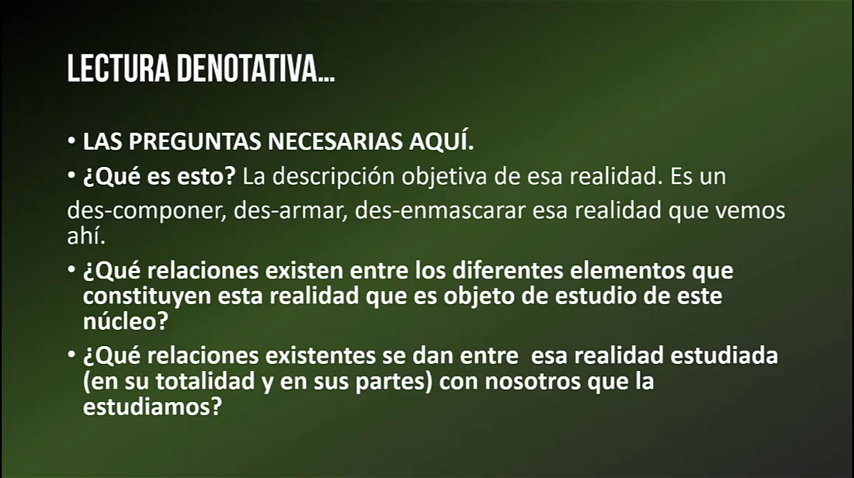 LECTURA DENOTATIVA...
• LAS PREGUNTAS NECESARIAS AQUÍ.
• ¿Qué es esto? La descripción objetiva de esa realidad. Es un
des-componer, des-armar, des-enmascarar esa realidad que vemos
ahí.
• ¿Qué relaciones existen entre los diferentes elementos que
constituyen esta realidad que es objeto de estudio de este
núcleo?
• ¿Qué relaciones existentes se dan entre esa realidad estudiada
(en su totalidad y en sus partes) con nosotros que la
estudiamos?